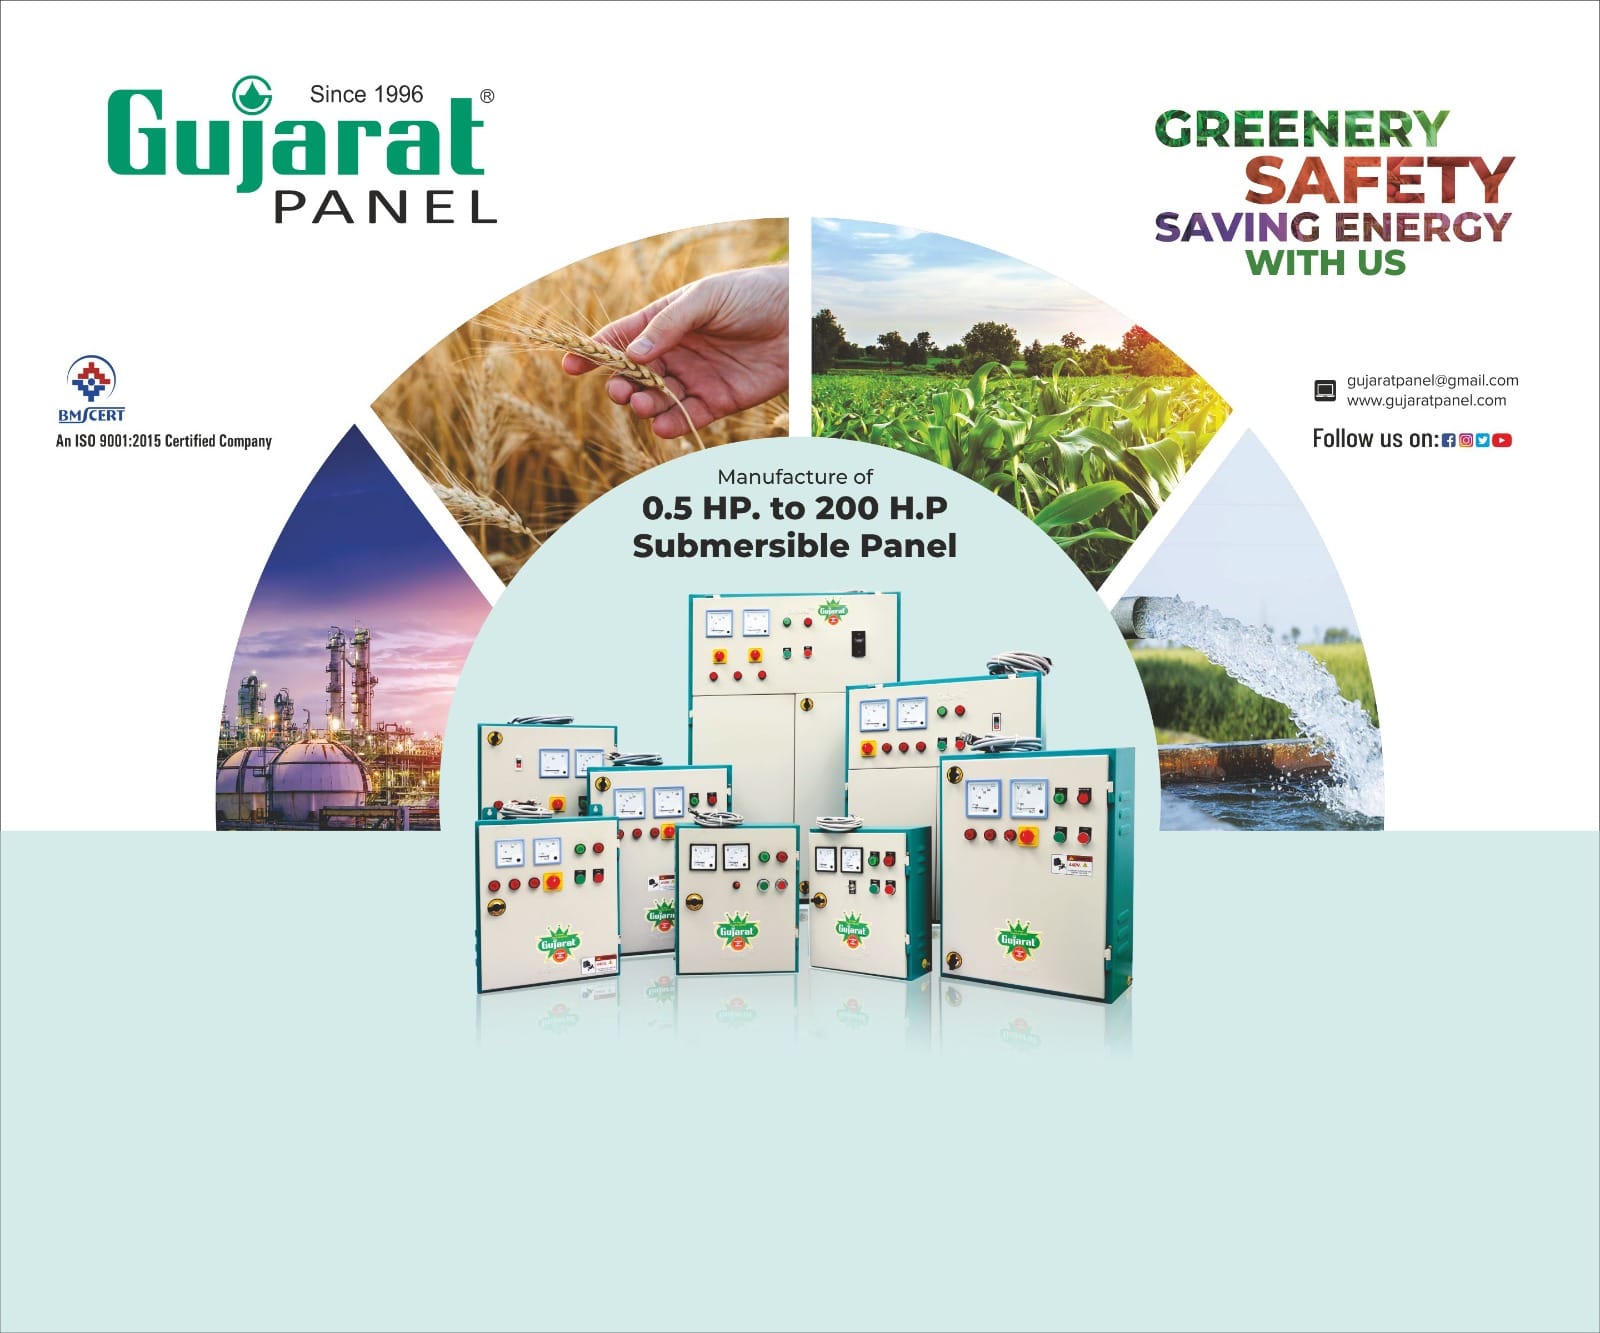 Since 1996
Gujarat ®
PANEL
GREENERY
SAFETY
SAVING ENERGY
WITH US
BMSCERT
An ISO 9001:2015 Certified Company
gujaratpanel@gmail.com
www.gujaratpanel.com
Follow us on:
Manufacture of
0.5 HP. to 200 H.P
Submersible Panel
Gujarat
Gujarat
Gujarat
Gujarat
Gujarat
Gujarat
440V.